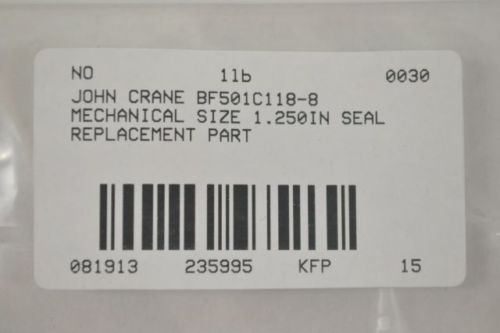 NO 1lb 0030
JOHN CRANE BF501C118-8
MECHANICAL SIZE 1.250IN SEAL
REPLACEMENT PART
081913 235995 KFP 15